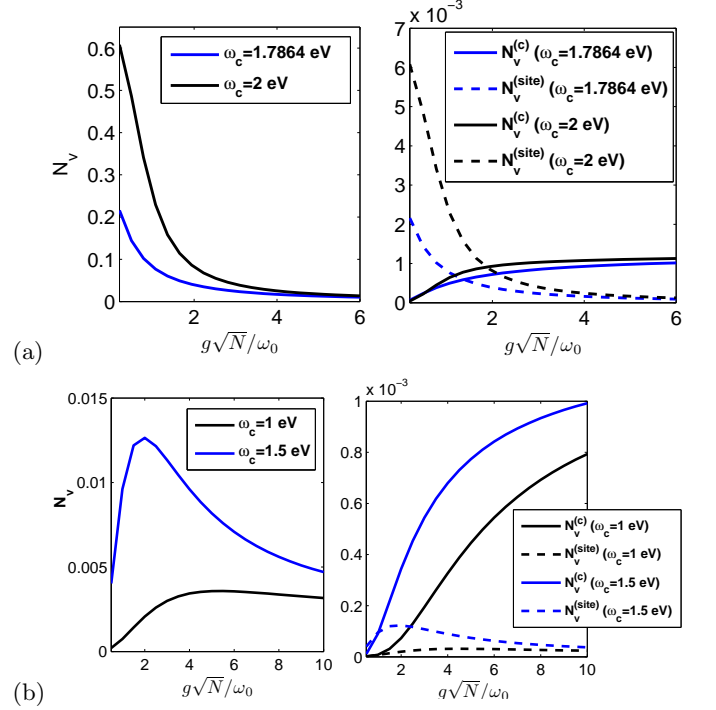 0.6
0.5
0.4
0.3
0.2
0.1
0
N_v
ω_c=1.7864 eV
ω_c=2 eV
2
4
6
g√N/ω_0
(a)
x 10^-3
7
6
5
4
3
2
1
0
N_v^(c) (ω_c=1.7864 eV)
N_v^(site) (ω_c=1.7864 eV)
N_v^(c) (ω_c=2 eV)
N_v^(site) (ω_c=2 eV)
2
4
6
g√N/ω_0
0.015
0.01
0.005
0
N_v
ω_c=1 eV
ω_c=1.5 eV
2
4
6
8
10
g√N/ω_0
(b)
x 10^-3
1
0.8
0.6
0.4
0.2
0
N_v^(c) (ω_c=1 eV)
N_v^(site) (ω_c=1 eV)
N_v^(c) (ω_c=1.5 eV)
N_v^(site) (ω_c=1.5 eV)
2
4
6
8
10
g√N/ω_0